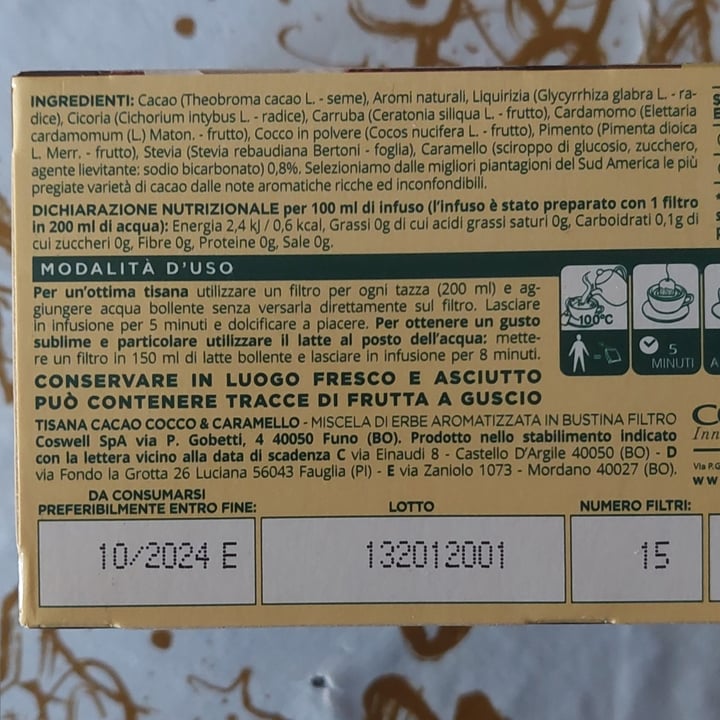 INGREDIENTI: Cacao (Theobroma cacao L. - seme), Aromi naturali, Liquirizia (Glycyrrhiza glabra L. - ra-
dice), Cicoria (Cichorium intybus L. - radice), Carruba (Ceratonia siliqua L. - frutto), Cardamomo (Elettaria
cardamomum (L.) Maton. - frutto), Cocco in polvere (Cocos nucifera L. - frutto), Pimento (Pimenta dioica
L. Merr. - frutto), Stevia (Stevia rebaudiana Bertoni - foglia), Caramello (sciroppo di glucosio, zucchero,
agente lievitante: sodio bicarbonato) 0,8%. Selezioniamo dalle migliori piantagioni del Sud America le più
pregiate varietà di cacao dalle note aromatiche ricche ed inconfondibili.
DICHIARAZIONE NUTRIZIONALE per 100 ml di infuso (l'infuso è stato preparato con 1 filtro
in 200 ml di acqua): Energia 2,4 kJ / 0,6 kcal, Grassi 0g di cui acidi grassi saturi 0g, Carboidrati 0,1g di
cui zuccheri 0g, Fibre 0g, Proteine 0g, Sale 0g.
MODALITÀ D'USO
Per un'ottima tisana utilizzare un filtro per ogni tazza (200 ml) e ag-
giungere acqua bollente senza versarla direttamente sul filtro. Lasciare
in infusione per 5 minuti e dolcificare a piacere. Per ottenere un gusto
sublime e particolare utilizzare il latte al posto dell'acqua: mette-
re un filtro in 150 ml di latte bollente e lasciare in infusione per 8 minuti.
100°C
5
MINUTI
CONSERVARE IN LUOGO FRESCO E ASCIUTTO
PUÒ CONTENERE TRACCE DI FRUTTA A GUSCIO
TISANA CACAO COCCO & CARAMELLO - MISCELA DI ERBE AROMATIZZATA IN BUSTINA FILTRO
Coswell SpA via P. Gobetti, 4 40050 Funo (BO). Prodotto nello stabilimento indicato
con la lettera vicino alla data di scadenza C via Einaudi 8 - Castello D'Argile 40050 (BO) - D
via Fondo la Grotta 26 Luciana 56043 Fauglia (PI) - E via Zaniolo 1073 - Mordano 40027 (BO).
DA CONSUMARSI
PREFERIBILMENTE ENTRO FINE:
10/2024 E
LOTTO
132012001
NUMERO FILTRI:
15